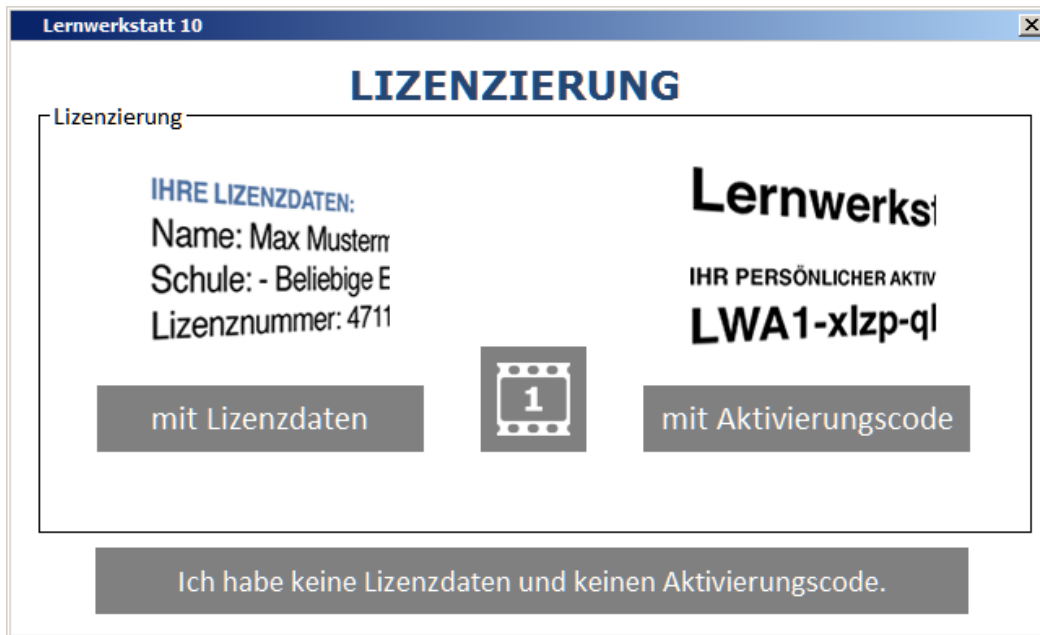 Lernwerkstatt 10
LIZENZIERUNG
Lizenzierung
IHRE LIZENZDATEN:
Name: Max Musterm
Schule: - Beliebige E
Lizenznummer: 4711
Lernwerkst
IHR PERSÖNLICHER AKTIV
LWA1-xlzp-ql
1
mit Lizenzdaten
mit Aktivierungscode
Ich habe keine Lizenzdaten und keinen Aktivierungscode.